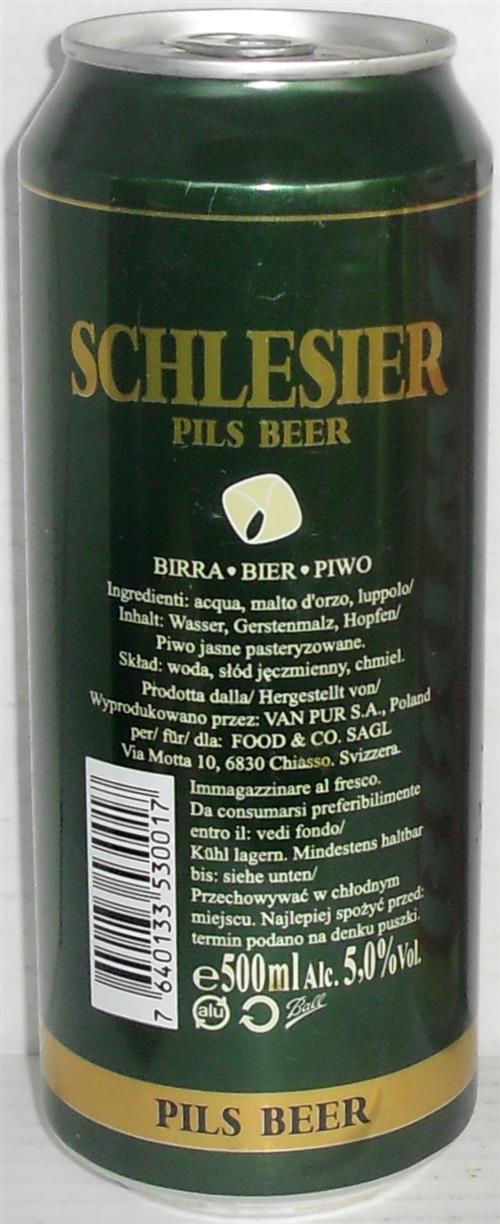 SCHLESIER
PILS BEER
BIRRA • BIER • PIWO
Ingredienti: acqua, malto d'orzo, luppolo/
Inhalt: Wasser, Gerstenmalz, Hopfen/
Piwo jasne pasteryzowane.
Skład: woda, słód jęczmienny, chmiel.
Prodotta dalla/ Hergestellt von/
Wyprodukowano przez: VAN PUR S.A., Poland
per/ für/ dla: FOOD & CO. SAGL
Via Motta 10, 6830 Chiasso. Svizzera.
Immagazzinare al fresco.
Da consumarsi preferibilimente
entro il: vedi fondo/
Kühl lagern. Mindestens haltbar
bis: siehe unten/
Przechowywać w chłodnym
miejscu. Najlepiej spożyć przed:
termin podano na denku puszki.
e500ml Alc. 5,0%Vol.
alu Ball
7 640133 530017
PILS BEER